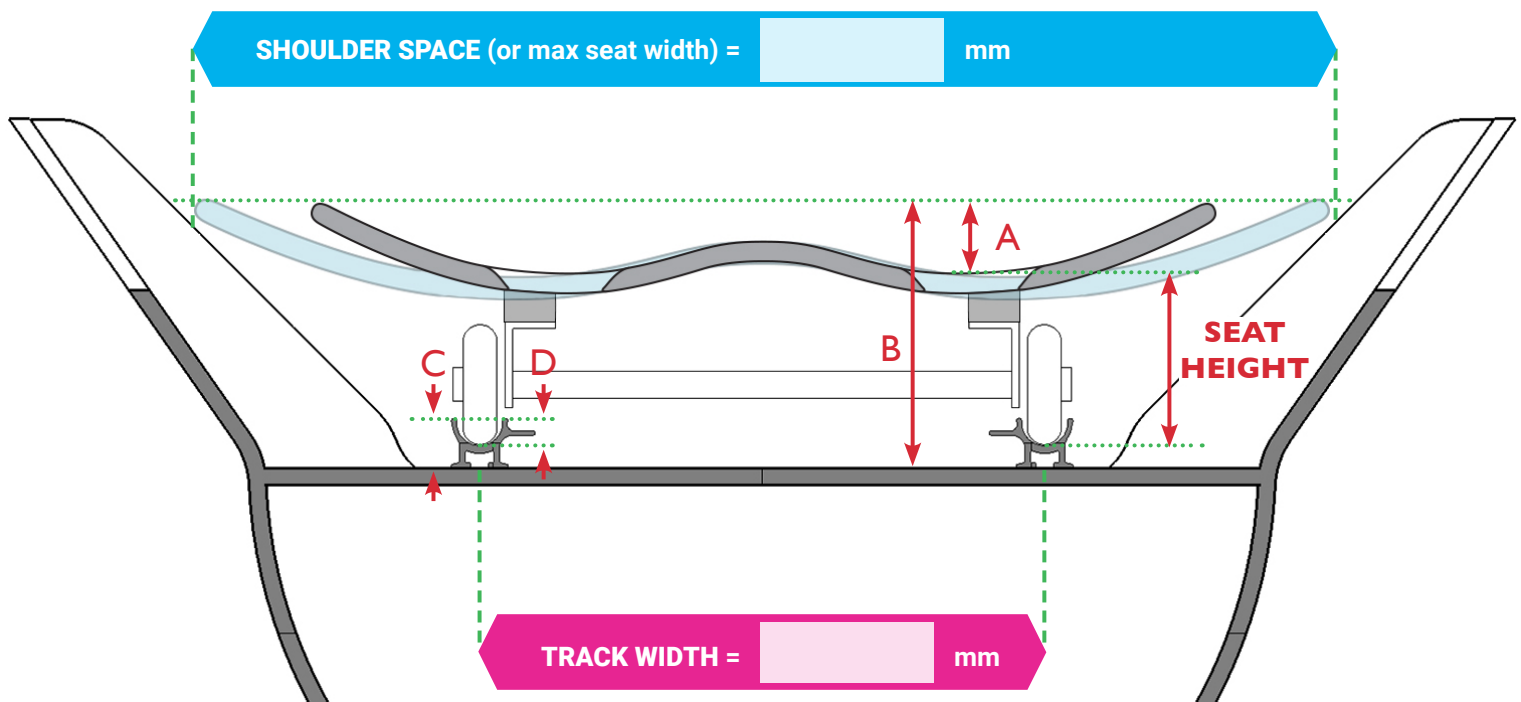 SHOULDER SPACE (or max seat width) = mm
A
B
SEAT
HEIGHT
C D
TRACK WIDTH = mm